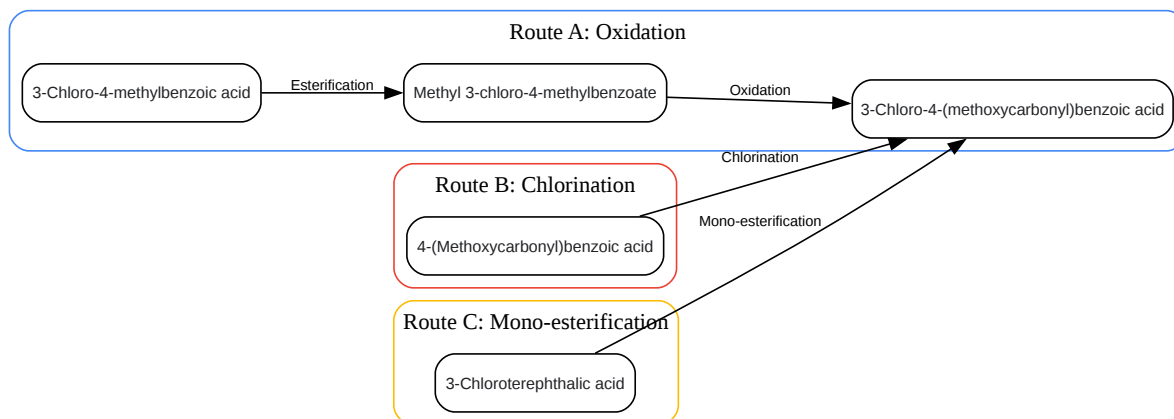 Route A: Oxidation
3-Chloro-4-methylbenzoic acid
Esterification
Methyl 3-chloro-4-methylbenzoate
Oxidation
3-Chloro-4-(methoxycarbonyl)benzoic acid
Chlorination
Route B: Chlorination
Mono-esterification
4-(Methoxycarbonyl)benzoic acid
Route C: Mono-esterification
3-Chloroterephthalic acid